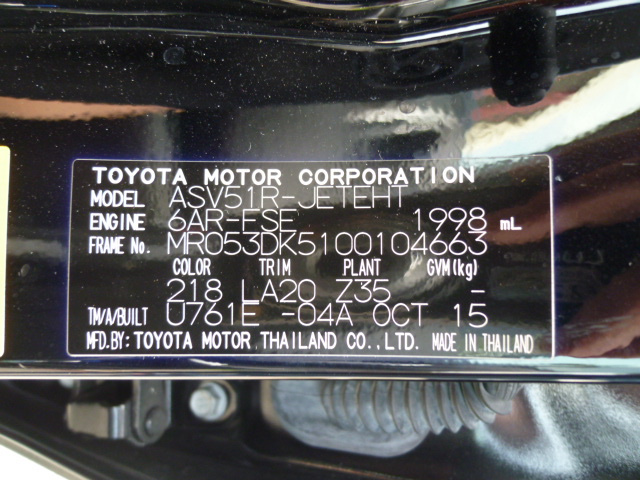 TOYOTA MOTOR CORPORATION
MODEL ASV51R-JETEHT
ENGINE 6AR-FSE 1998 mL
FRAME No. MR053DK5100104663
COLOR TRIM PLANT GVM(kg)
218 LA20 Z35 -
TM/A/BUILT U761E -04A OCT 15
MFD.BY: TOYOTA MOTOR THAILAND CO.,LTD. MADE IN THAILAND